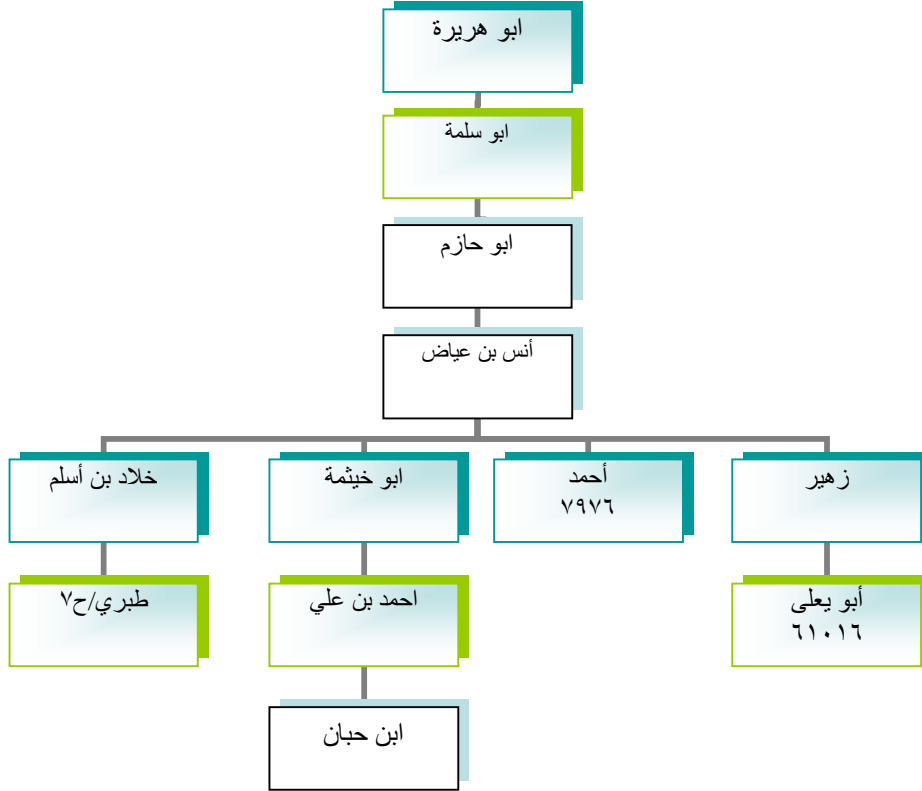 ابو هريرة
ابو سلمة
ابو حازم
أنس بن عياض
زهير
أحمد
٧٩٧٦
ابو خيثمة
خلاد بن أسلم
أبو يعلى
٦١٠١٦
احمد بن علي
طبري/ح٧
ابن حبان